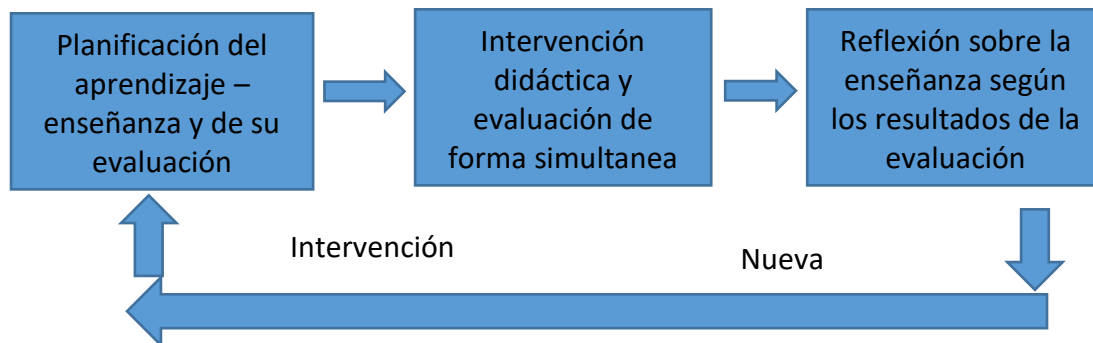 Planificación del
aprendizaje –
enseñanza y de su
evaluación
Intervención
didáctica y
evaluación de
forma simultanea
Reflexión sobre la
enseñanza según
los resultados de la
evaluación
Intervención
Nueva